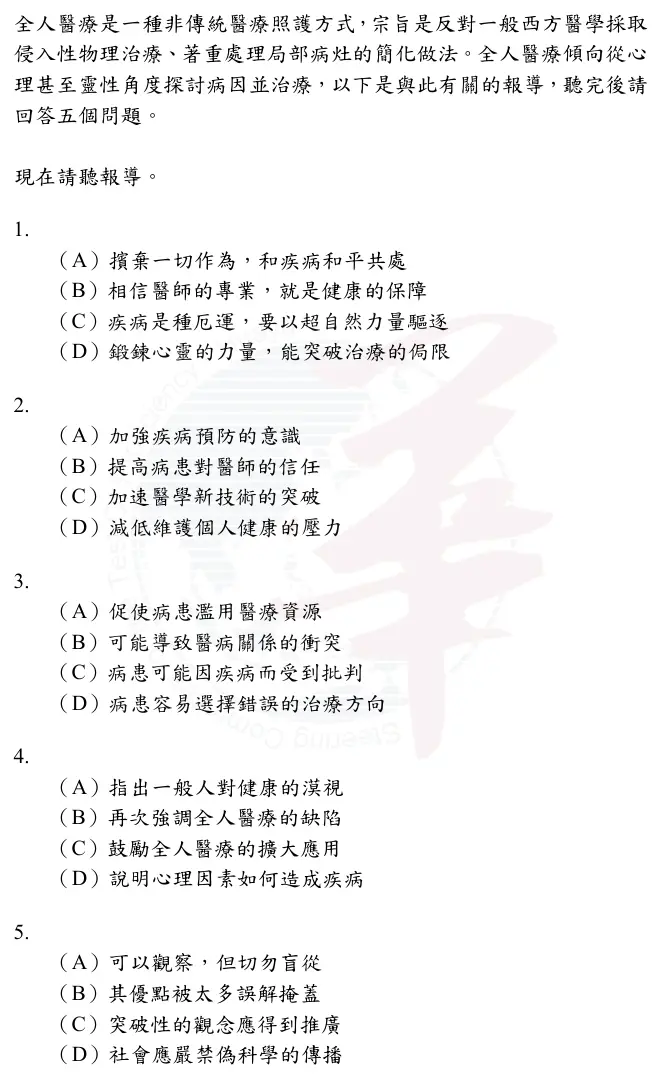 全人醫療是一種非傳統醫療照護方式，宗旨是反對一般西方醫學採取
侵入性物理治療、著重處理局部病灶的簡化做法。全人醫療傾向從心
理甚至靈性角度探討病因並治療，以下是與此有關的報導，聽完後請
回答五個問題。
現在請聽報導。
1.
（A）擯棄一切作為，和疾病和平共處
（B）相信醫師的專業，就是健康的保障
（C）疾病是種厄運，要以超自然力量驅逐
（D）鍛鍊心靈的力量，能突破治療的侷限
2.
（A）加強疾病預防的意識
（B）提高病患對醫師的信任
（C）加速醫學新技術的突破
（D）減低維護個人健康的壓力
3.
（A）促使病患濫用醫療資源
（B）可能導致醫病關係的衝突
（C）病患可能因疾病而受到批判
（D）病患容易選擇錯誤的治療方向
4.
（A）指出一般人對健康的漠視
（B）再次強調全人醫療的缺陷
（C）鼓勵全人醫療的擴大應用
（D）說明心理因素如何造成疾病
5.
（A）可以觀察，但切勿盲從
（B）其優點被太多誤解掩蓋
（C）突破性的觀念應得到推廣
（D）社會應嚴禁偽科學的傳播
華